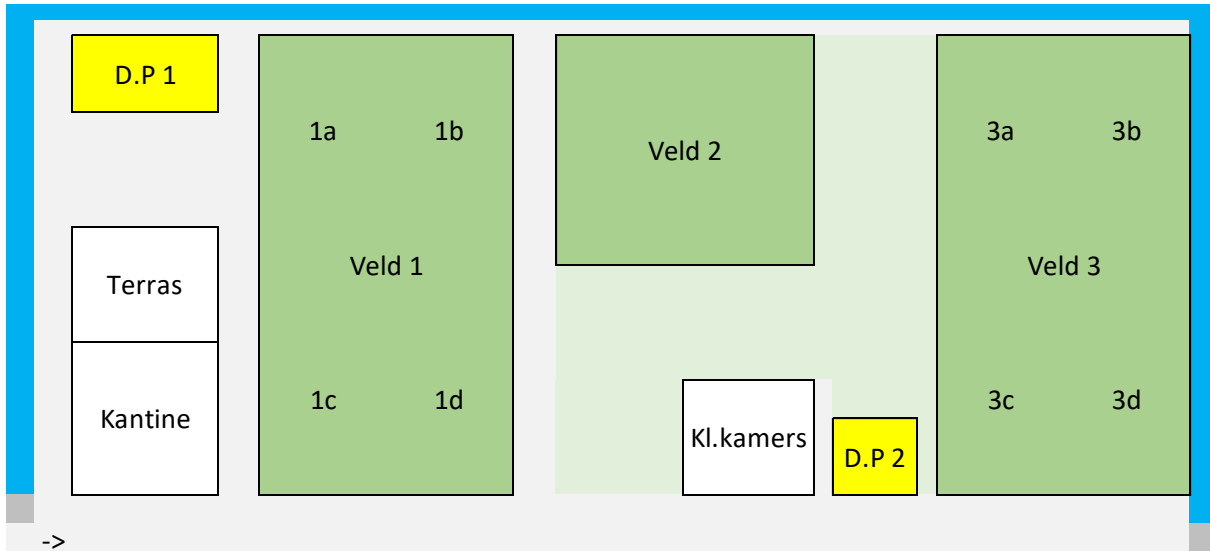 D.P 1
1a 1b
Veld 2
3a 3b
Terras
Veld 1
Veld 3
Kantine
1c 1d
Kl.kamers
D.P 2
3c 3d
->